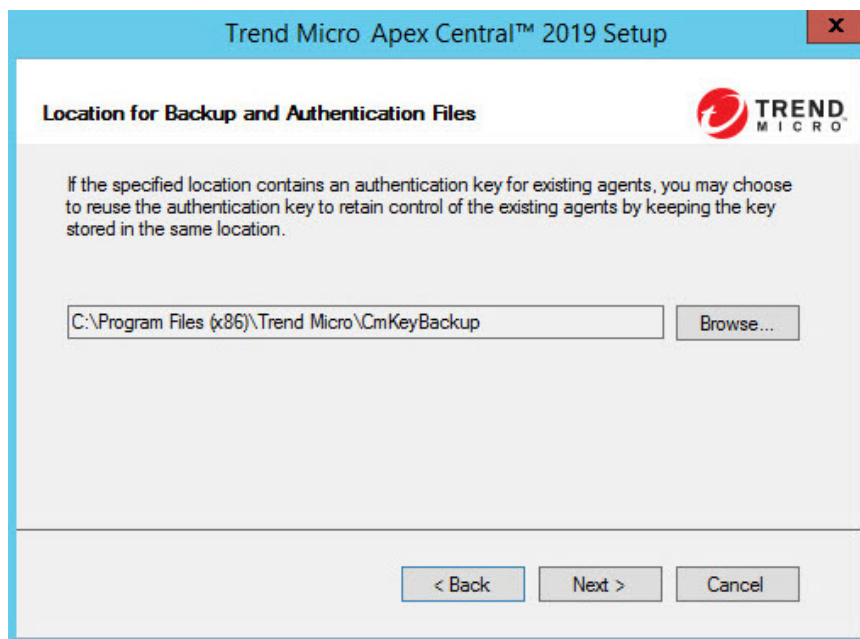 Trend Micro Apex Central™ 2019 Setup
x
Location for Backup and Authentication Files
TREND
MICRO
If the specified location contains an authentication key for existing agents, you may choose
to reuse the authentication key to retain control of the existing agents by keeping the key
stored in the same location.
C:\Program Files (x86)\Trend Micro\CmKeyBackup
Browse...
< Back
Next >
Cancel